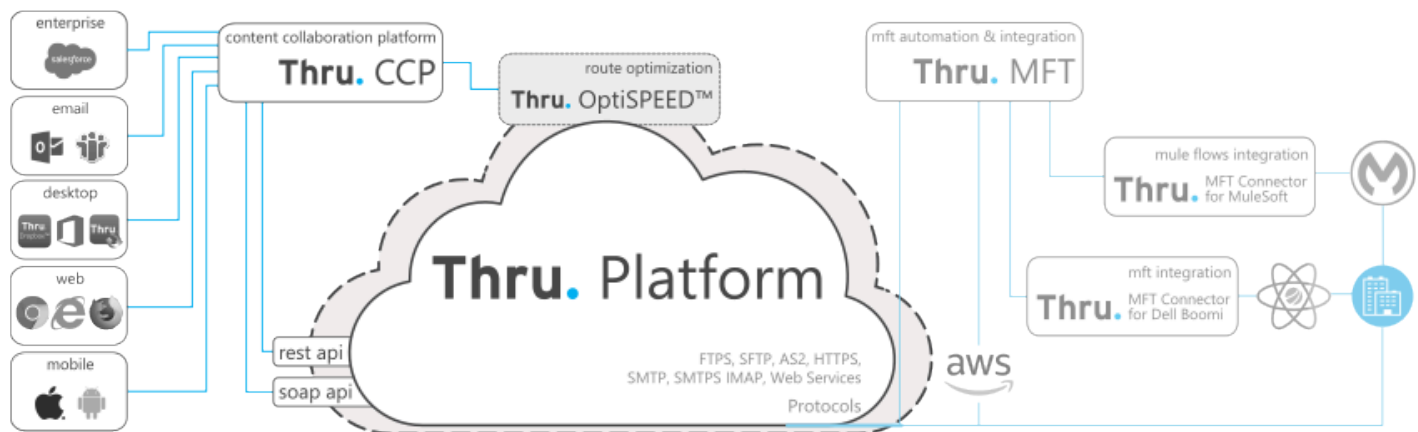 enterprise
salesforce
email
desktop
Thru
Dropbox™
Thru
web
mobile
content collaboration platform
Thru. CCP
route optimization
Thru. OptiSPEED™
Thru. Platform
rest api
soap api
FTPS, SFTP, AS2, HTTPS,
SMTP, SMTPS IMAP, Web Services
Protocols
mft automation & integration
Thru. MFT
mule flows integration
Thru. MFT Connector
for MuleSoft
mft integration
Thru. MFT Connector
for Dell Boomi
aws